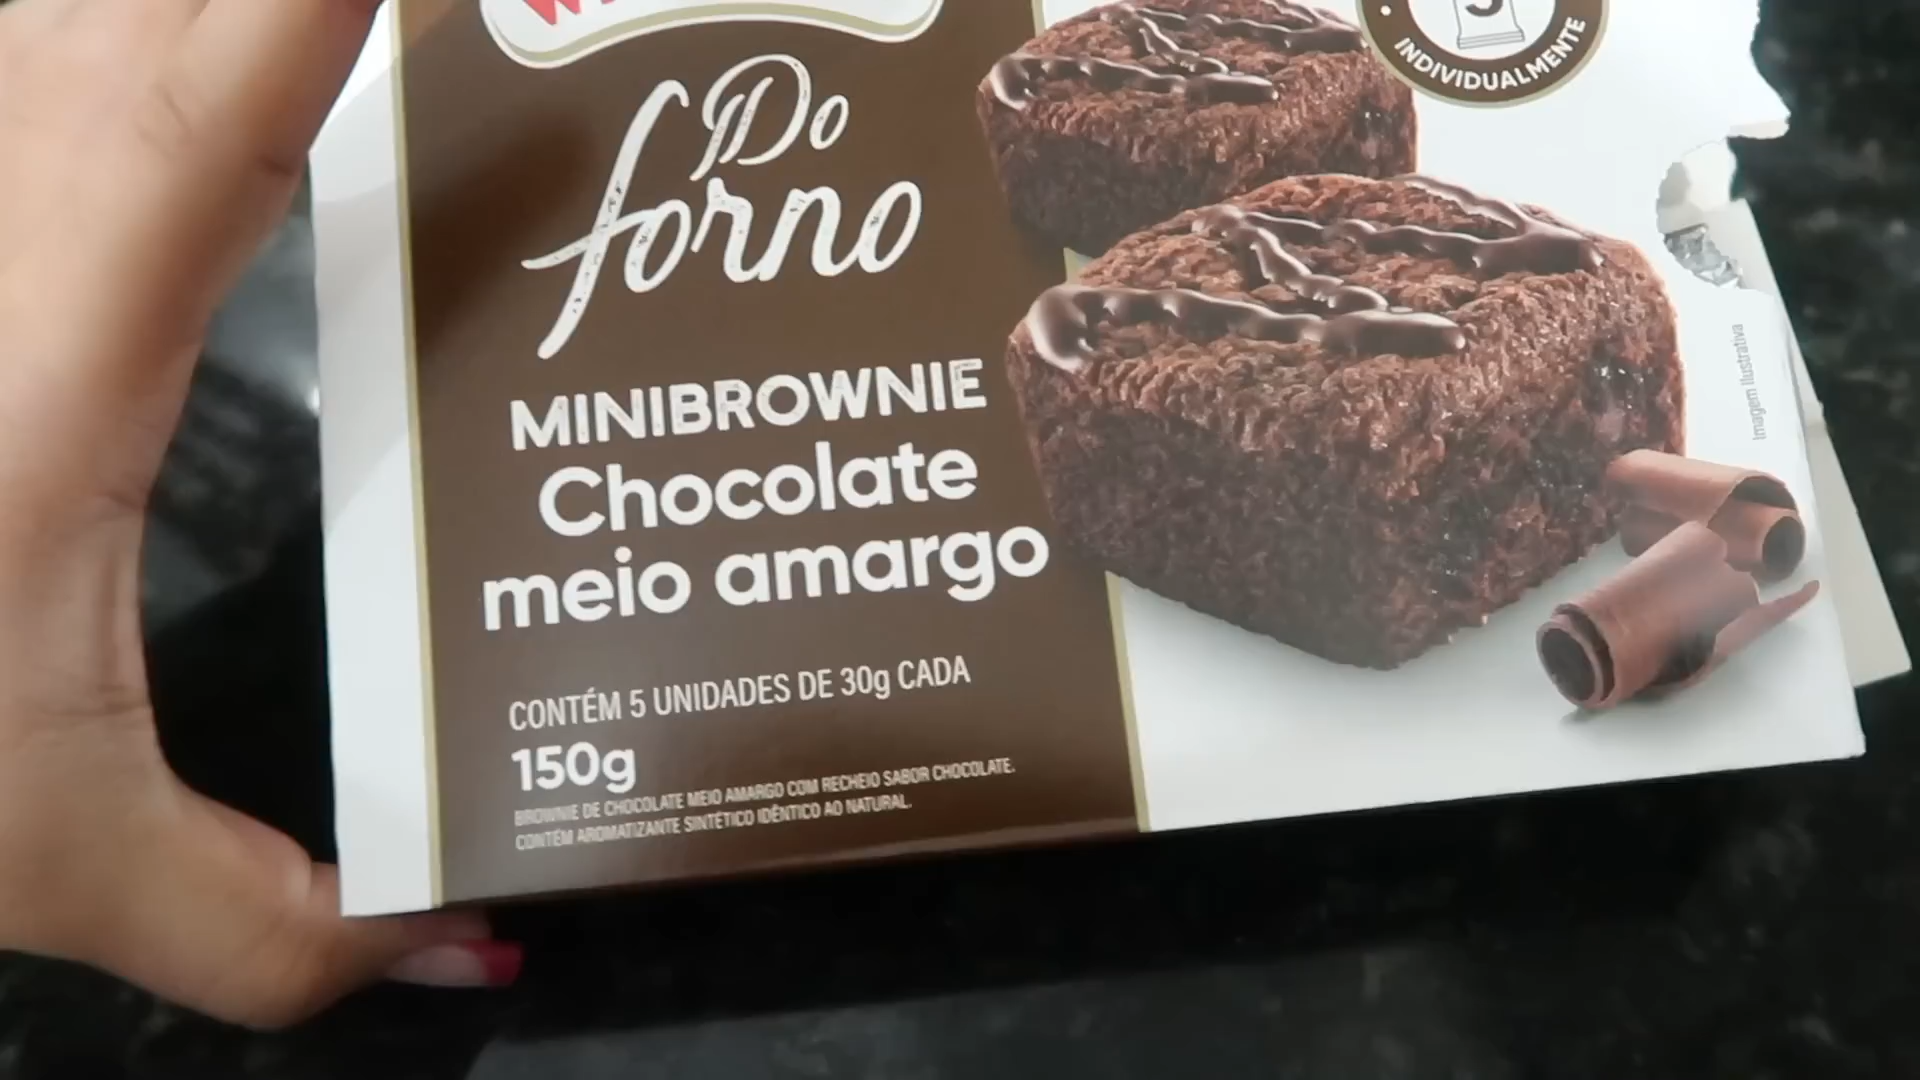 Do
forno
MINIBROWNIE
Chocolate
meio amargo
CONTÉM 5 UNIDADES DE 30g CADA
150g
BROWNIE DE CHOCOLATE MEIO AMARGO COM RECHEIO SABOR CHOCOLATE.
CONTÉM AROMATIZANTE SINTÉTICO IDÊNTICO AO NATURAL.
INDIVIDUALMENTE
Imagem ilustrativa